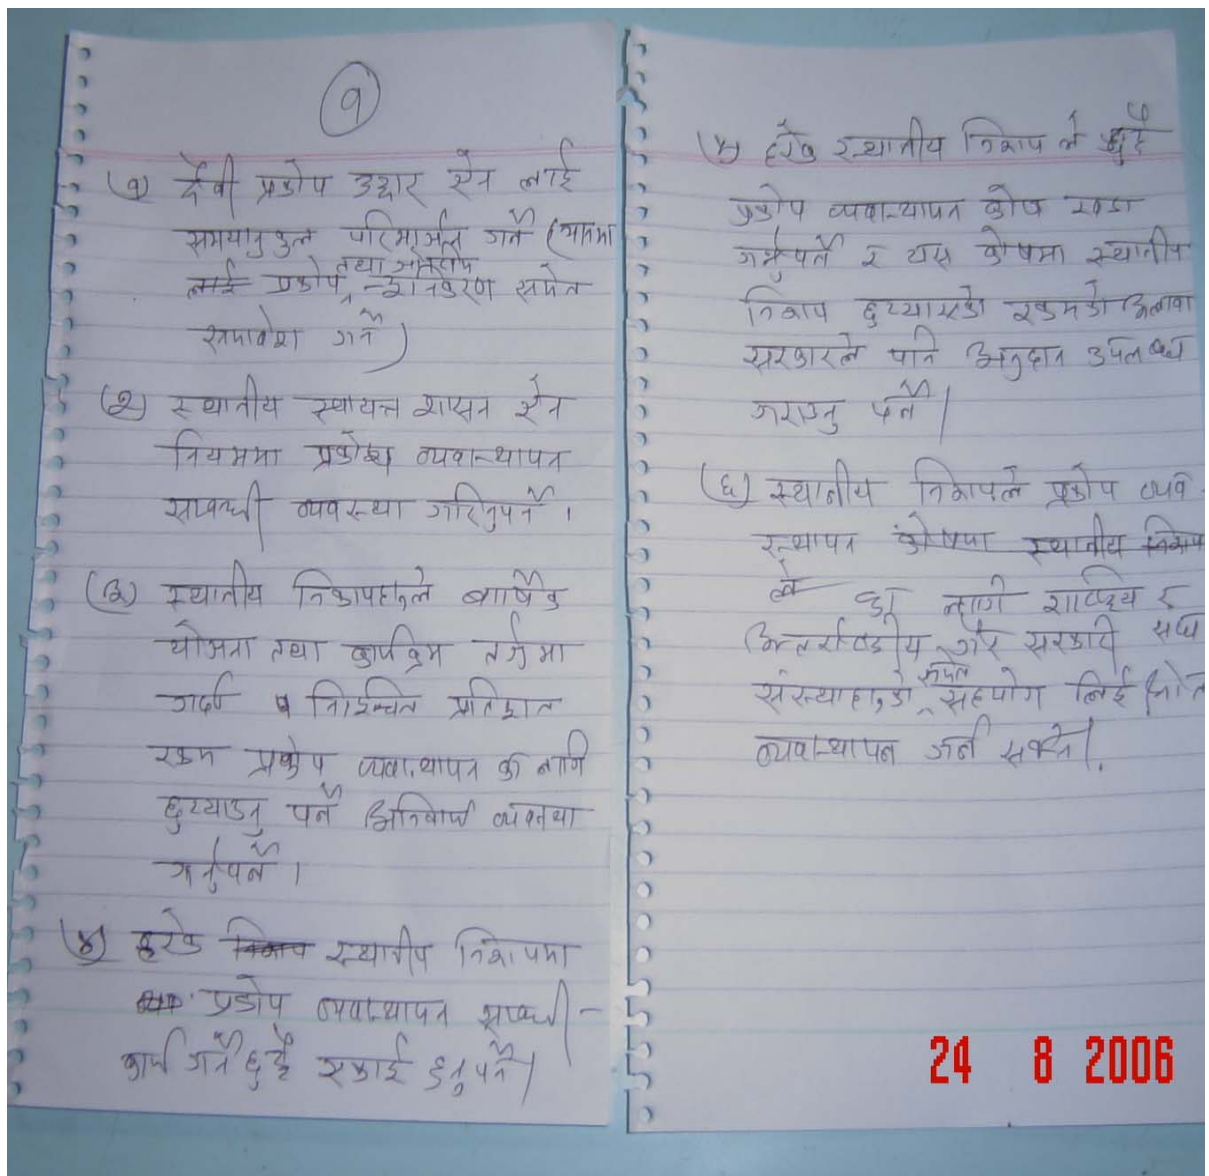 १
(१) दैवी प्रकोप उद्दार ऐन लाई
समयानुकुल परिमार्जन गर्ने (
लाई प्रकोप तथा समेत
समावेश गर्ने)
(२) स्थानीय स्वायत्त शासन ऐन
नियममा प्रकोप व्यवस्थापन
सम्बन्धी व्यवस्था गरिनुपर्ने ।
(३) स्थानीय निकायहरुले बार्षिक
योजना तथा कार्यक्रम तर्जुमा
गर्दा निश्चित प्रतिशत
रकम प्रकोप व्यवस्थापन का लागि
छुट्याउनु पर्ने अनिवार्य व्यवस्था
गर्नुपर्ने ।
(४) हरेक निकाय स्थानीय निकायमा
प्रकोप व्यवस्थापन सम्बन्धी -
कार्य गर्ने छुट्टै एकाई हुनुपर्ने।
(५) हरेक स्थानीय निकाय ले छुट्टै
प्रकोप व्यवस्थापन कोष खडा
गर्नुपर्ने र यस कोषमा स्थानीय
निकाय छुट्याएको रकमको अलावा
सरकारले पनि अनुदान उपलब्ध
गराउनु पर्ने।
(६) स्थानीय निकायले प्रकोप व्यव
स्थापन कोषमा स्थानीय निकाय
ले का लागि राष्ट्रिय र
अन्तर्राष्ट्रीय गैर सरकारी संघ
संस्थाहरुको समेत सहयोग लिई स्रोत
व्यवस्थापन गर्न सक्ने।
24 8 2006